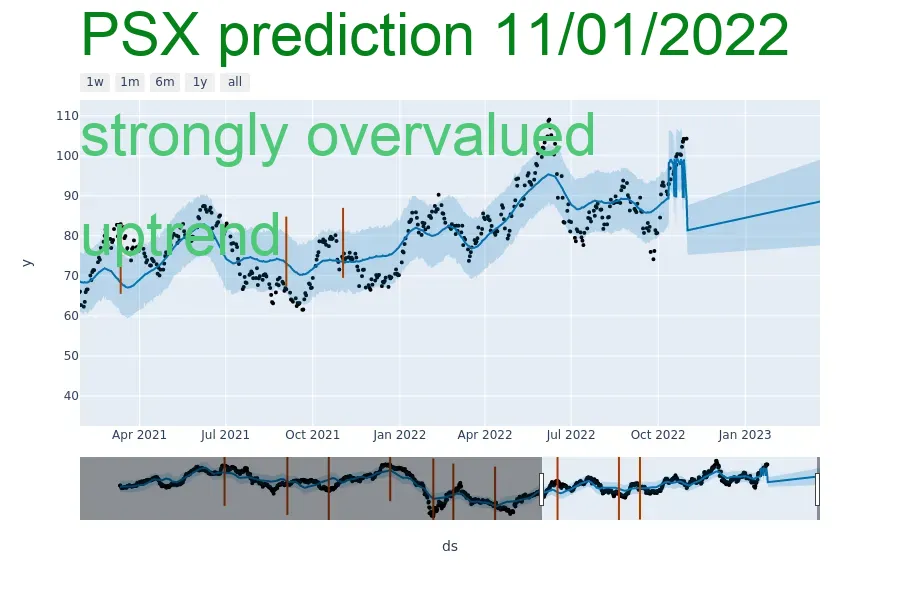 PSX prediction 11/01/2022
1w 1m 6m 1y all
strongly overvalued
uptrend
110
100
90
80
70
60
50
40
y
Apr 2021 Jul 2021 Oct 2021 Jan 2022 Apr 2022 Jul 2022 Oct 2022 Jan 2023
ds